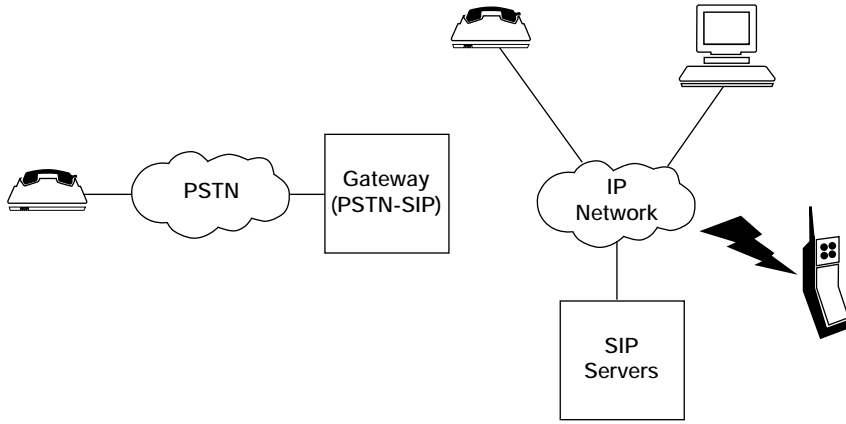 PSTN
Gateway
(PSTN-SIP)
IP
Network
SIP
Servers